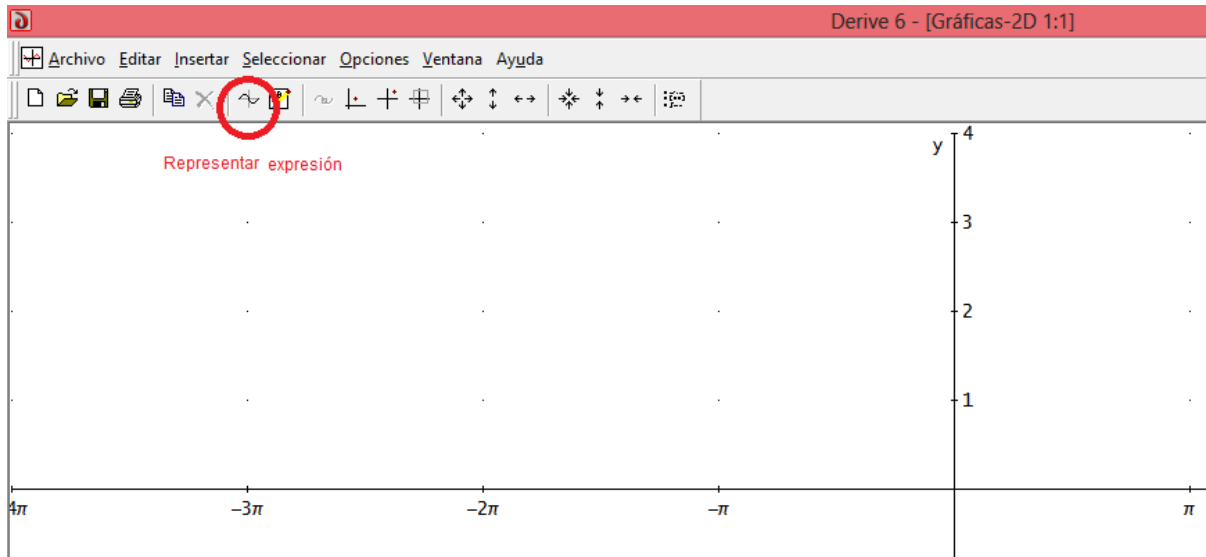 Derive 6 - [Gráficas-2D 1:1]
Archivo Editar Insertar Seleccionar Opciones Ventana Ayuda
Representar expresión
y
4
3
2
1
4π −3π −2π −π π